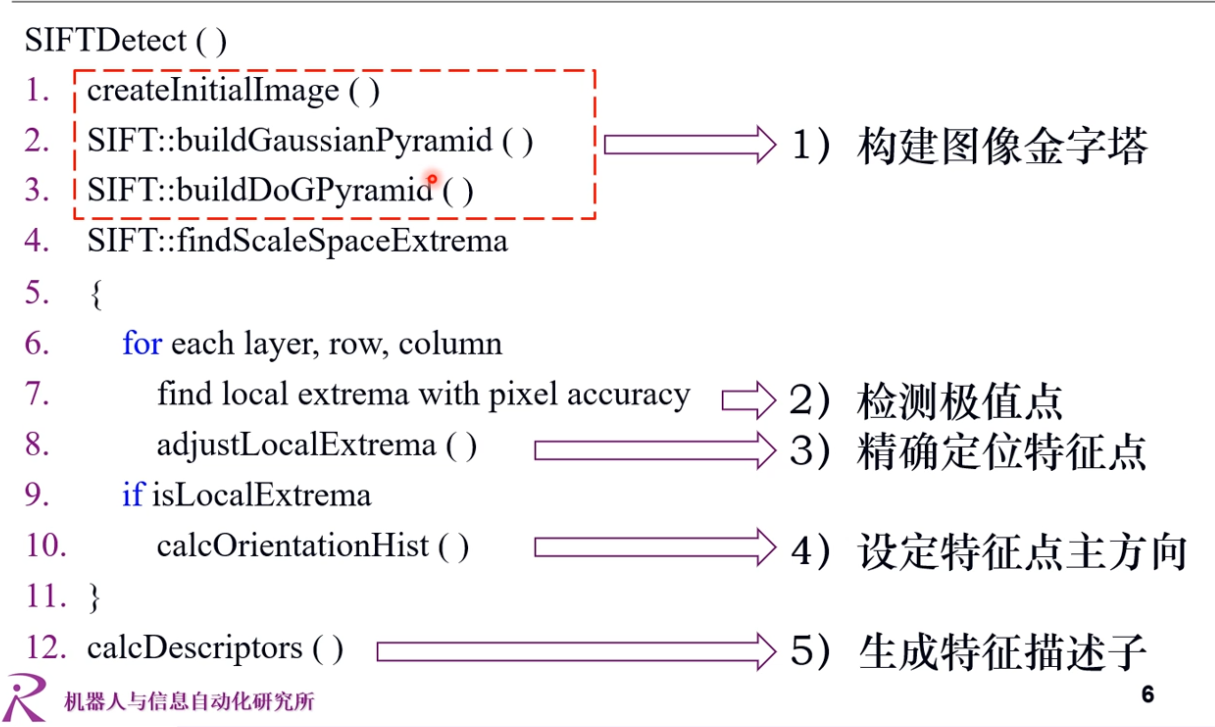 SIFTDetect ( )
1. createInitialImage ( )
2. SIFT::buildGaussianPyramid ( )
1）构建图像金字塔
3. SIFT::buildDoGPyramid ( )
4. SIFT::findScaleSpaceExtrema
5. {
6. for each layer, row, column
7. find local extrema with pixel accuracy
2）检测极值点
8. adjustLocalExtrema ( )
3）精确定位特征点
9. if isLocalExtrema
10. calcOrientationHist ( )
4）设定特征点主方向
11. }
12. calcDescriptors ( )
5）生成特征描述子
机器人与信息自动化研究所
6